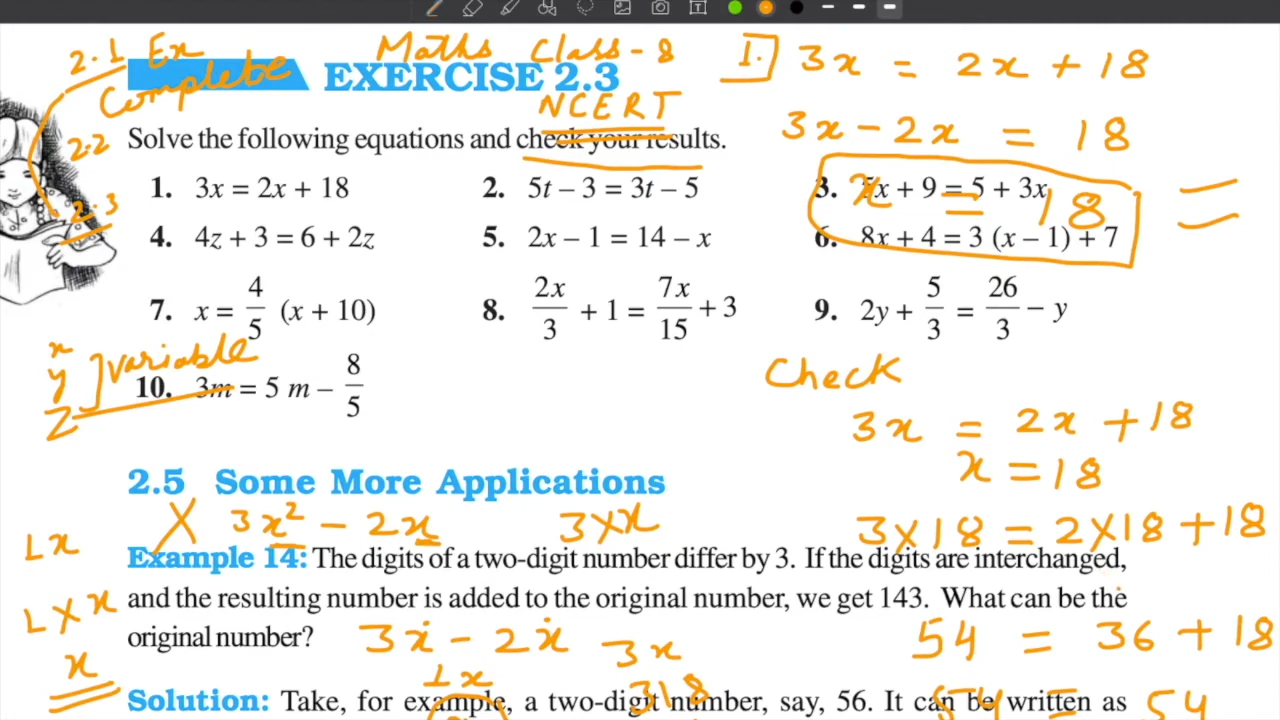 2.1 Ex
Complete
2.2
2.3
Maths Class-8
EXERCISE 2.3
NCERT
Solve the following equations and check your results.
1. 3x = 2x + 18
2. 5t – 3 = 3t – 5
3. 5x + 9 = 5 + 3x
4. 4z + 3 = 6 + 2z
5. 2x – 1 = 14 – x
6. 8x + 4 = 3 (x – 1) + 7
7. x = 4/5 (x + 10)
8. 2x/3 + 1 = 7x/15 + 3
9. 2y + 5/3 = 26/3 – y
10. 3m = 5 m – 8/5
x
y
z
] variable
1. 3x = 2x + 18
3x - 2x = 18
x = 18
=
Check
3x = 2x + 18
x = 18
3 × 18 = 2 × 18 + 18
54 = 36 + 18
54 = 54
2.5 Some More Applications
X 3x² - 2x 3×x
1x
1×x
x
Example 14: The digits of a two-digit number differ by 3. If the digits are interchanged,
and the resulting number is added to the original number, we get 143. What can be the
original number?
3x - 2x 3x
1x
318
Solution: Take, for example, a two-digit number, say, 56. It can be written as